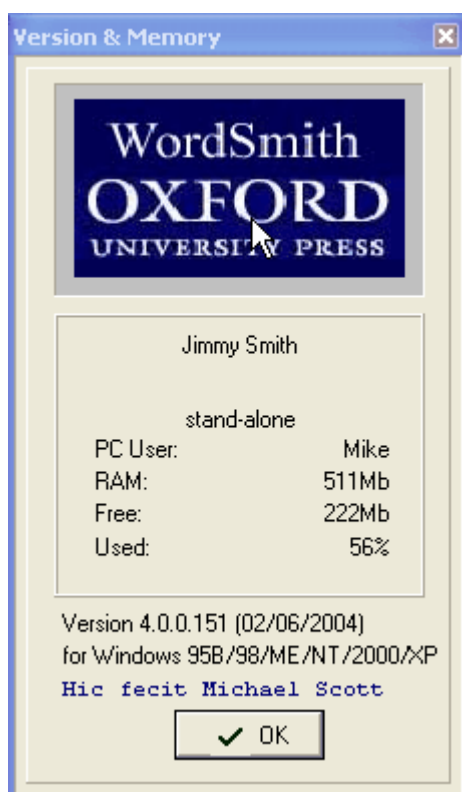 Version & Memory
WordSmith
OXFORD
UNIVERSITY PRESS
Jimmy Smith
stand-alone
PC User: Mike
RAM: 511Mb
Free: 222Mb
Used: 56%
Version 4.0.0.151 (02/06/2004)
for Windows 95B/98/ME/NT/2000/XP
Hic fecit Michael Scott
OK